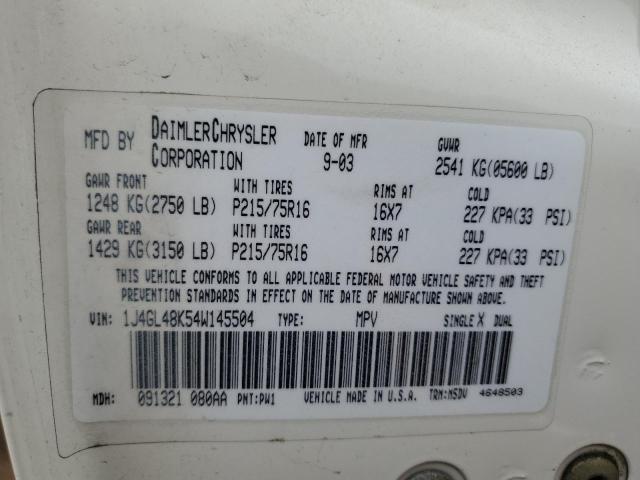 MFD BY DAIMLERCHRYSLER CORPORATION DATE OF MFR 9-03 GVWR 2541 KG(05600 LB)
GAWR FRONT WITH TIRES RIMS AT COLD
1248 KG(2750 LB) P215/75R16 16X7 227 KPA(33 PSI)
GAWR REAR WITH TIRES RIMS AT COLD
1429 KG(3150 LB) P215/75R16 16X7 227 KPA(33 PSI)
THIS VEHICLE CONFORMS TO ALL APPLICABLE FEDERAL MOTOR VEHICLE SAFETY AND THEFT
PREVENTION STANDARDS IN EFFECT ON THE DATE OF MANUFACTURE SHOWN ABOVE.
VIN: 1J4GL48K54W145504 TYPE: MPV SINGLE X DUAL
MDH: 091321 080AA PNT:PW1 VEHICLE MADE IN U.S.A. TRM:NSDV 4648503